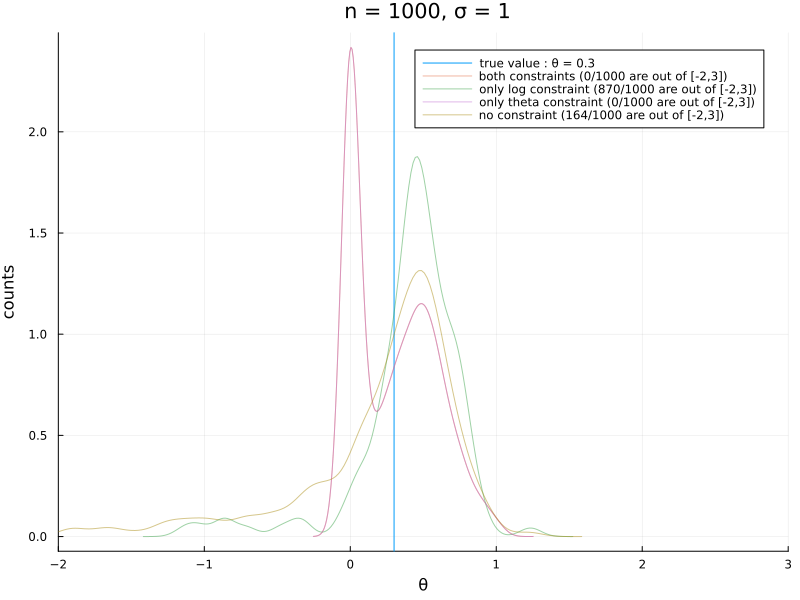 n = 1000, σ = 1
true value : θ = 0.3
both constraints (0/1000 are out of [-2,3])
only log constraint (870/1000 are out of [-2,3])
only theta constraint (0/1000 are out of [-2,3])
no constraint (164/1000 are out of [-2,3])
counts
2.0
1.5
1.0
0.5
0.0
−2
−1
0
1
2
3
θ